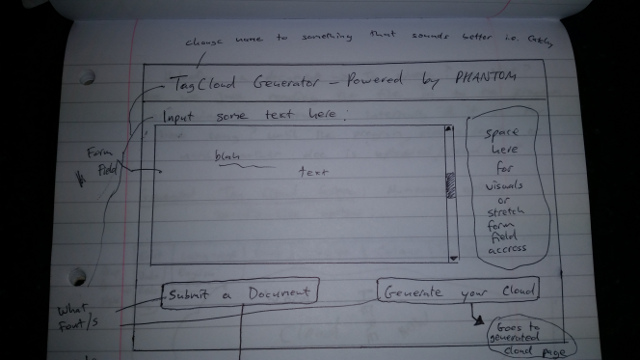 change name to something that sounds better i.e. Catchy
TagCloud Generator - Powered by PHANTOM
Input some text here:
Form
Field
blah
text
space
here
for
visuals
or
stretch
form
field
accross
Submit a Document
Generate your Cloud
What
Font/s
Goes to
generated
cloud page